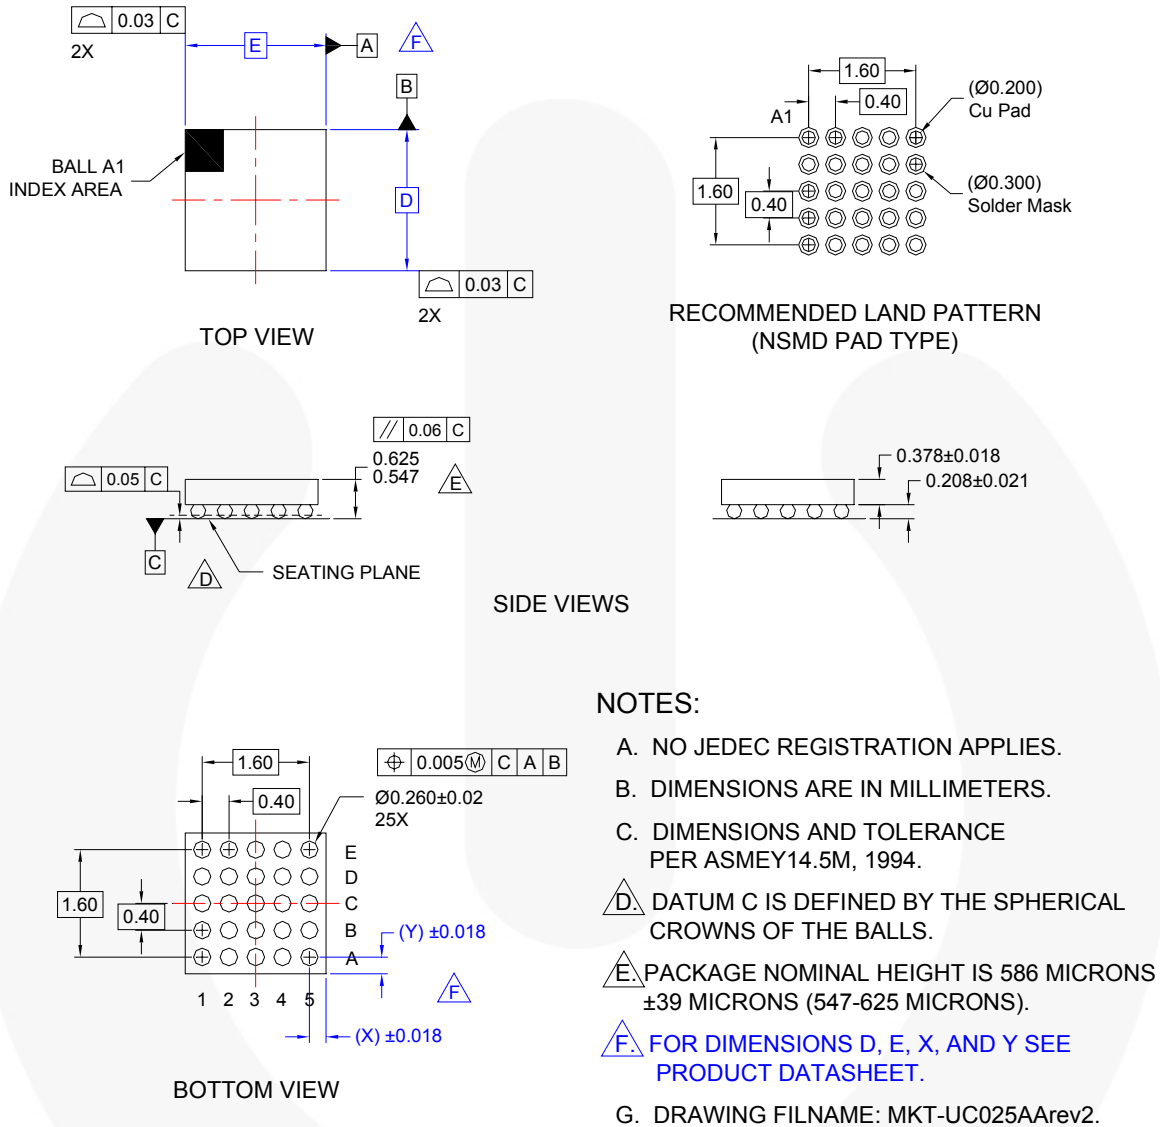 0.03 C
2X
E
A
F
B
BALL A1
INDEX AREA
D
0.03 C
2X
TOP VIEW
1.60
0.40
A1
(Ø0.200)
Cu Pad
1.60
0.40
(Ø0.300)
Solder Mask
RECOMMENDED LAND PATTERN
(NSMD PAD TYPE)
// 0.06 C
0.625
0.547
E
0.05 C
C
D
SEATING PLANE
0.378±0.018
0.208±0.021
SIDE VIEWS
1.60
0.40
0.005Ⓜ C A B
Ø0.260±0.02
25X
E
D
C
B
A
1.60
0.40
(Y) ±0.018
F
1 2 3 4 5
(X) ±0.018
BOTTOM VIEW
NOTES:
A. NO JEDEC REGISTRATION APPLIES.
B. DIMENSIONS ARE IN MILLIMETERS.
C. DIMENSIONS AND TOLERANCE
PER ASMEY14.5M, 1994.
D. DATUM C IS DEFINED BY THE SPHERICAL
CROWNS OF THE BALLS.
E. PACKAGE NOMINAL HEIGHT IS 586 MICRONS
±39 MICRONS (547-625 MICRONS).
F. FOR DIMENSIONS D, E, X, AND Y SEE
PRODUCT DATASHEET.
G. DRAWING FILNAME: MKT-UC025AArev2.